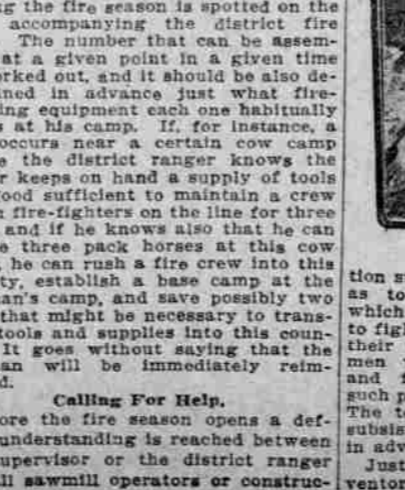 ng the fire season is spotted on the
accompanying the district fire
The number that can be assem-
at a given point in a given time
orked out, and it should be also de-
ined in advance just what fire-
ing equipment each one habitually
s at his camp. If, for instance, a
occurs near a certain cow camp
e the district ranger knows the
r keeps on hand a supply of tools
ood sufficient to maintain a crew
n fire-fighters on the line for three
and if he knows also that he can
e three pack horses at this cow
, he can rush a fire crew into this
ty, establish a base camp at the
an's camp, and save possibly two
that might be necessary to trans-
tools and supplies into this coun-
It goes without saying that the
an will be immediately reim-
d.
Calling For Help.
ore the fire season opens a def-
understanding is reached between
upervisor or the district ranger
ll sawmill operators or construc-
tion s
as to
which
to figh
their
men
and f
such p
The te
subsis
in adv
Just
ventor